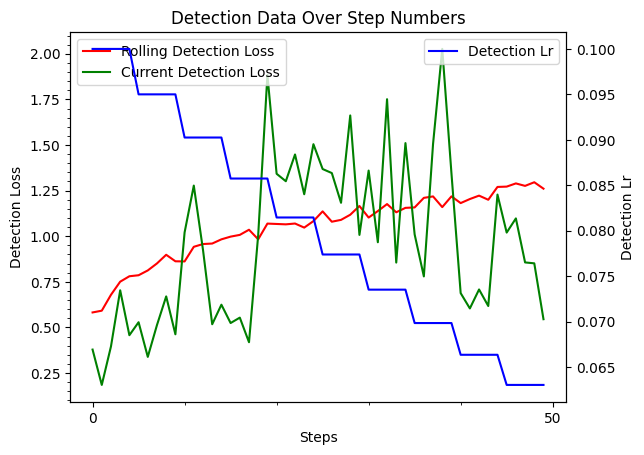 Detection Data Over Step Numbers
Rolling Detection Loss
Current Detection Loss
Detection Lr
2.00
1.75
1.50
1.25
1.00
0.75
0.50
0.25
Detection Loss
0.100
0.095
0.090
0.085
0.080
0.075
0.070
0.065
Detection Lr
0
50
Steps